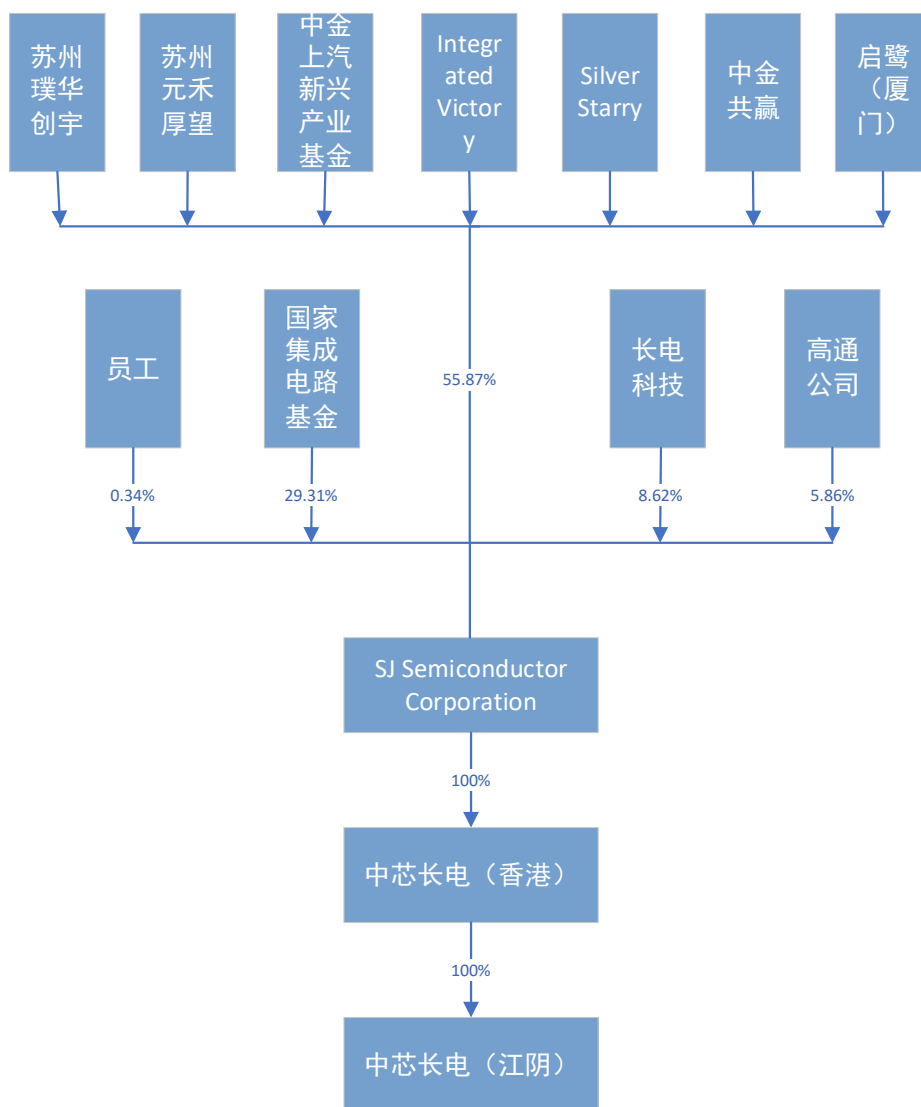 苏州
璞华
创宇
苏州
元禾
厚望
中金
上汽
新兴
产业
基金
Integr
ated
Victor
y
Silver
Starry
中金
共赢
启鹭
（厦
门）
员工
国家
集成
电路
基金
55.87%
长电
科技
高通
公司
0.34%
29.31%
8.62%
5.86%
SJ Semiconductor
Corporation
100%
中芯长电（香港）
100%
中芯长电（江阴）